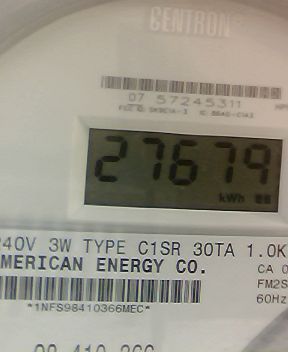 CENTRON
07 57245311
27679
kWh
240V 3W TYPE C1SR 30TA 1.0K
AMERICAN ENERGY CO.
CA 0
FM2S
60Hz
*1NFS98410366MEC*